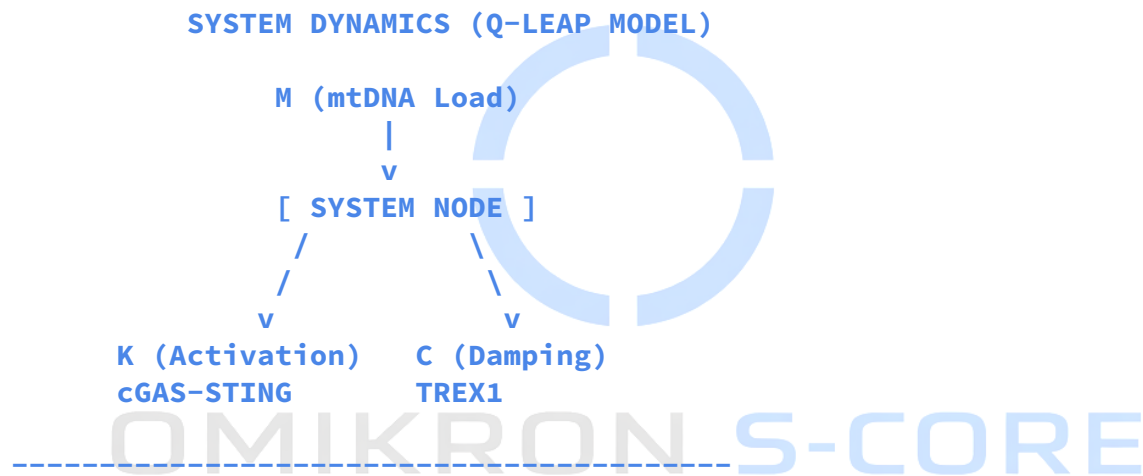 SYSTEM DYNAMICS (Q-LEAP MODEL)
M (mtDNA Load)
|
v
[ SYSTEM NODE ]
/ \
/ \
v v
K (Activation) C (Damping)
cGAS-STING TREX1
OMIKRON S-CORE
-----------------------------------------